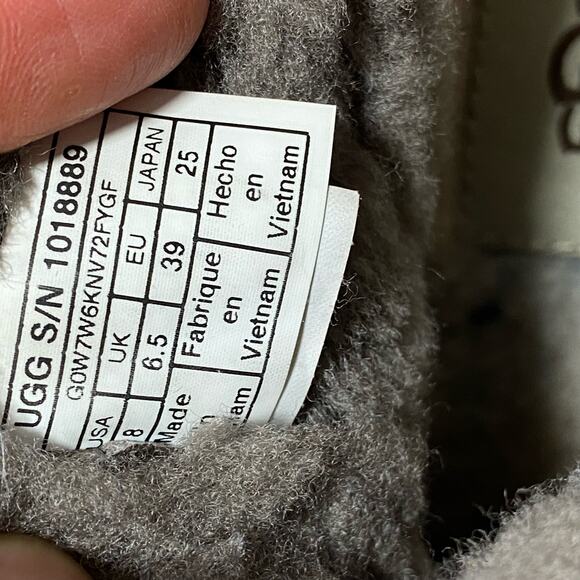 UGG S/N 1018889
G0W7W6KNV72FYGF
USA UK EU JAPAN
8 6.5 39 25
Made Fabrique Hecho
en en
Vietnam Vietnam